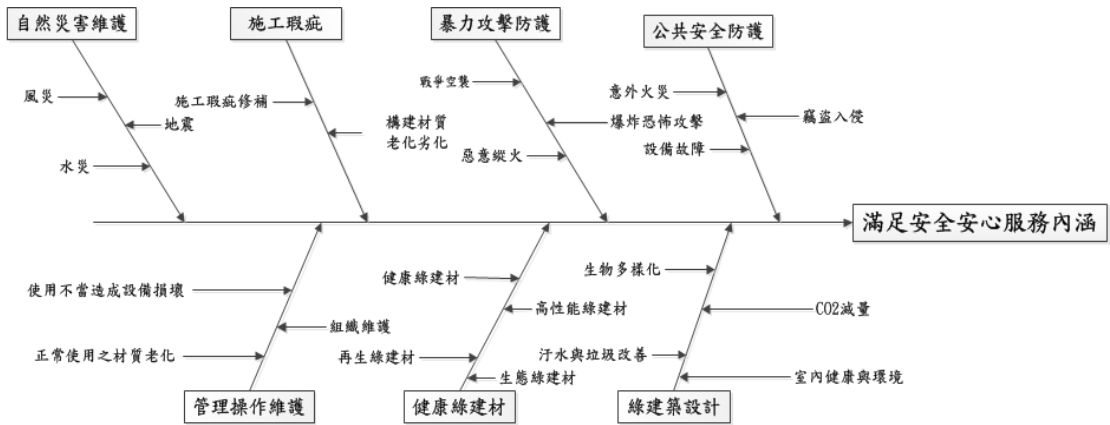 自然災害維護
施工瑕疵
暴力攻擊防護
公共安全防護
風災
地震
水災
施工瑕疵修補
構建材質
老化劣化
戰爭空襲
爆炸恐怖攻擊
惡意縱火
意外火災
竊盜入侵
設備故障
滿足安全安心服務內涵
使用不當造成設備損壞
組織維護
正常使用之材質老化
健康綠建材
高性能綠建材
再生綠建材
生態綠建材
生物多樣化
CO2減量
汙水與垃圾改善
室內健康與環境
管理操作維護
健康綠建材
綠建築設計